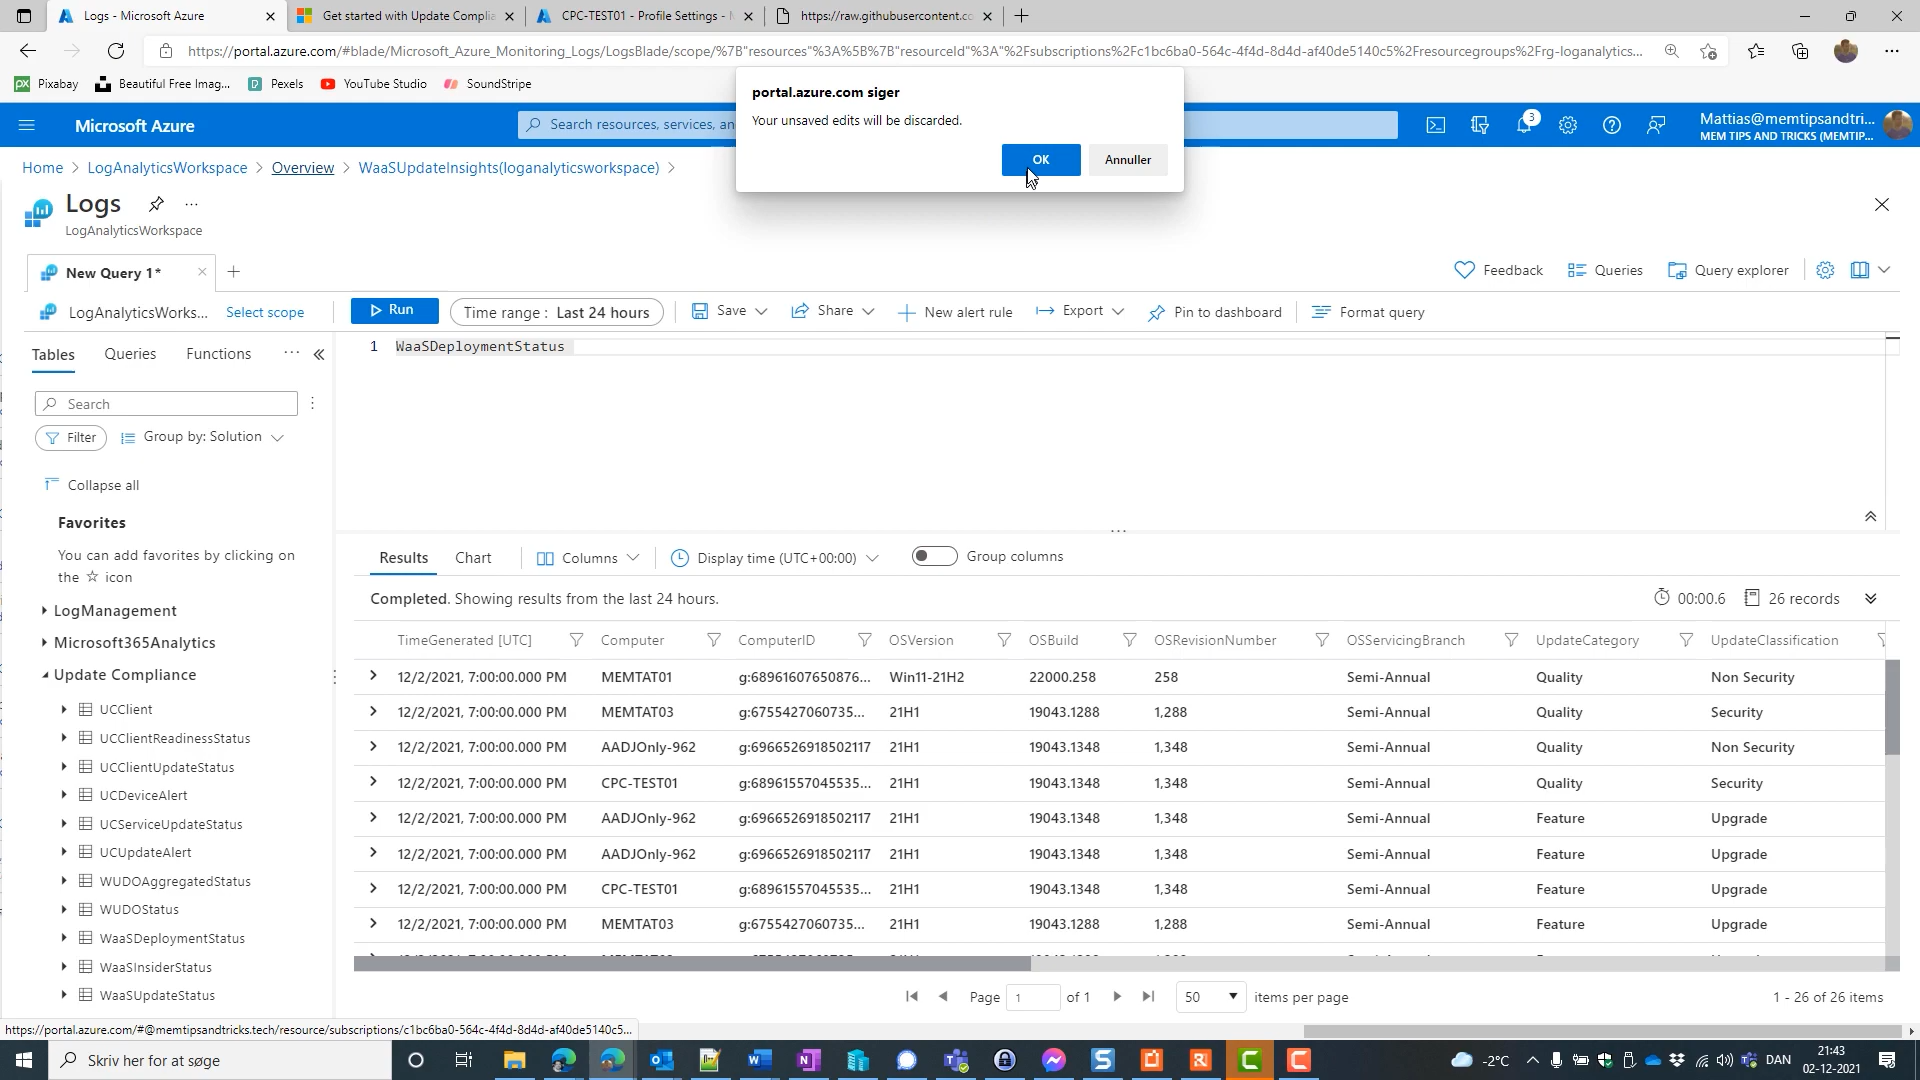 Logs - Microsoft Azure
Get started with Update Complia
CPC-TEST01 - Profile Settings -
https://raw.githubusercontent.co
https://portal.azure.com/#blade/Microsoft_Azure_Monitoring_Logs/LogsBlade/scope/%7B"resources"%3A%5B%7B"resourceId"%3A"%2Fsubscriptions%2Fc1bc6ba0-564c-4f4d-8d4d-af40de5140c5%2Fresourcegroups%2Frg-loganalytics...
Pixabay
Beautiful Free Imag...
Pexels
YouTube Studio
SoundStripe
portal.azure.com siger
Your unsaved edits will be discarded.
OK
Annuller
Microsoft Azure
Search resources, services, an
3
Mattias@memtipsandtri...
MEM TIPS AND TRICKS (MEMTIP...
Home > LogAnalyticsWorkspace > Overview > WaaSUpdateInsights(loganalyticsworkspace) >
Logs
LogAnalyticsWorkspace
New Query 1*
Feedback
Queries
Query explorer
LogAnalyticsWorks...
Select scope
Run
Time range : Last 24 hours
Save
Share
New alert rule
Export
Pin to dashboard
Format query
Tables
Queries
Functions
1 WaaSDeploymentStatus
Search
Filter
Group by: Solution
Collapse all
Favorites
You can add favorites by clicking on
the ☆ icon
LogManagement
Microsoft365Analytics
Update Compliance
UCClient
UCClientReadinessStatus
UCClientUpdateStatus
UCDeviceAlert
UCServiceUpdateStatus
UCUpdateAlert
WUDOAggregatedStatus
WUDOStatus
WaaSDeploymentStatus
WaaSInsiderStatus
WaaSUpdateStatus
Results
Chart
Columns
Display time (UTC+00:00)
Group columns
Completed. Showing results from the last 24 hours.
00:00.6
26 records
TimeGenerated [UTC] Computer ComputerID OSVersion OSBuild OSRevisionNumber OSServicingBranch UpdateCategory UpdateClassification
12/2/2021, 7:00:00.000 PM MEMTAT01 g:68961607650876... Win11-21H2 22000.258 258 Semi-Annual Quality Non Security
12/2/2021, 7:00:00.000 PM MEMTAT03 g:6755427060735... 21H1 19043.1288 1,288 Semi-Annual Quality Security
12/2/2021, 7:00:00.000 PM AADJOnly-962 g:6966526918502117 21H1 19043.1348 1,348 Semi-Annual Quality Non Security
12/2/2021, 7:00:00.000 PM CPC-TEST01 g:68961557045535... 21H1 19043.1348 1,348 Semi-Annual Quality Security
12/2/2021, 7:00:00.000 PM AADJOnly-962 g:6966526918502117 21H1 19043.1348 1,348 Semi-Annual Feature Upgrade
12/2/2021, 7:00:00.000 PM AADJOnly-962 g:6966526918502117 21H1 19043.1348 1,348 Semi-Annual Feature Upgrade
12/2/2021, 7:00:00.000 PM CPC-TEST01 g:68961557045535... 21H1 19043.1348 1,348 Semi-Annual Feature Upgrade
12/2/2021, 7:00:00.000 PM MEMTAT03 g:6755427060735... 21H1 19043.1288 1,288 Semi-Annual Feature Upgrade
Page 1 of 1
50 items per page
1 - 26 of 26 items
https://portal.azure.com/#@memtipsandtricks.tech/resource/subscriptions/c1bc6ba0-564c-4f4d-8d4d-af40de5140c5...
Skriv her for at søge
-2°C
DAN
21:43
02-12-2021